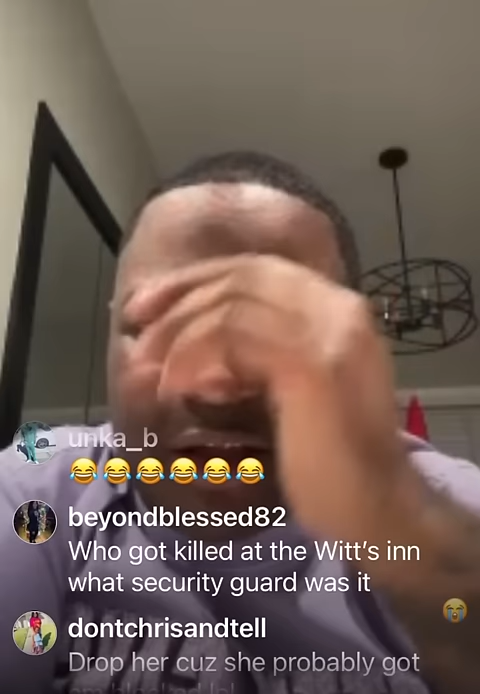 unka_b
😂😂😂😂😂😂
beyondblessed82
Who got killed at the Witt's inn
what security guard was it
dontchrisandtell
Drop her cuz she probably got